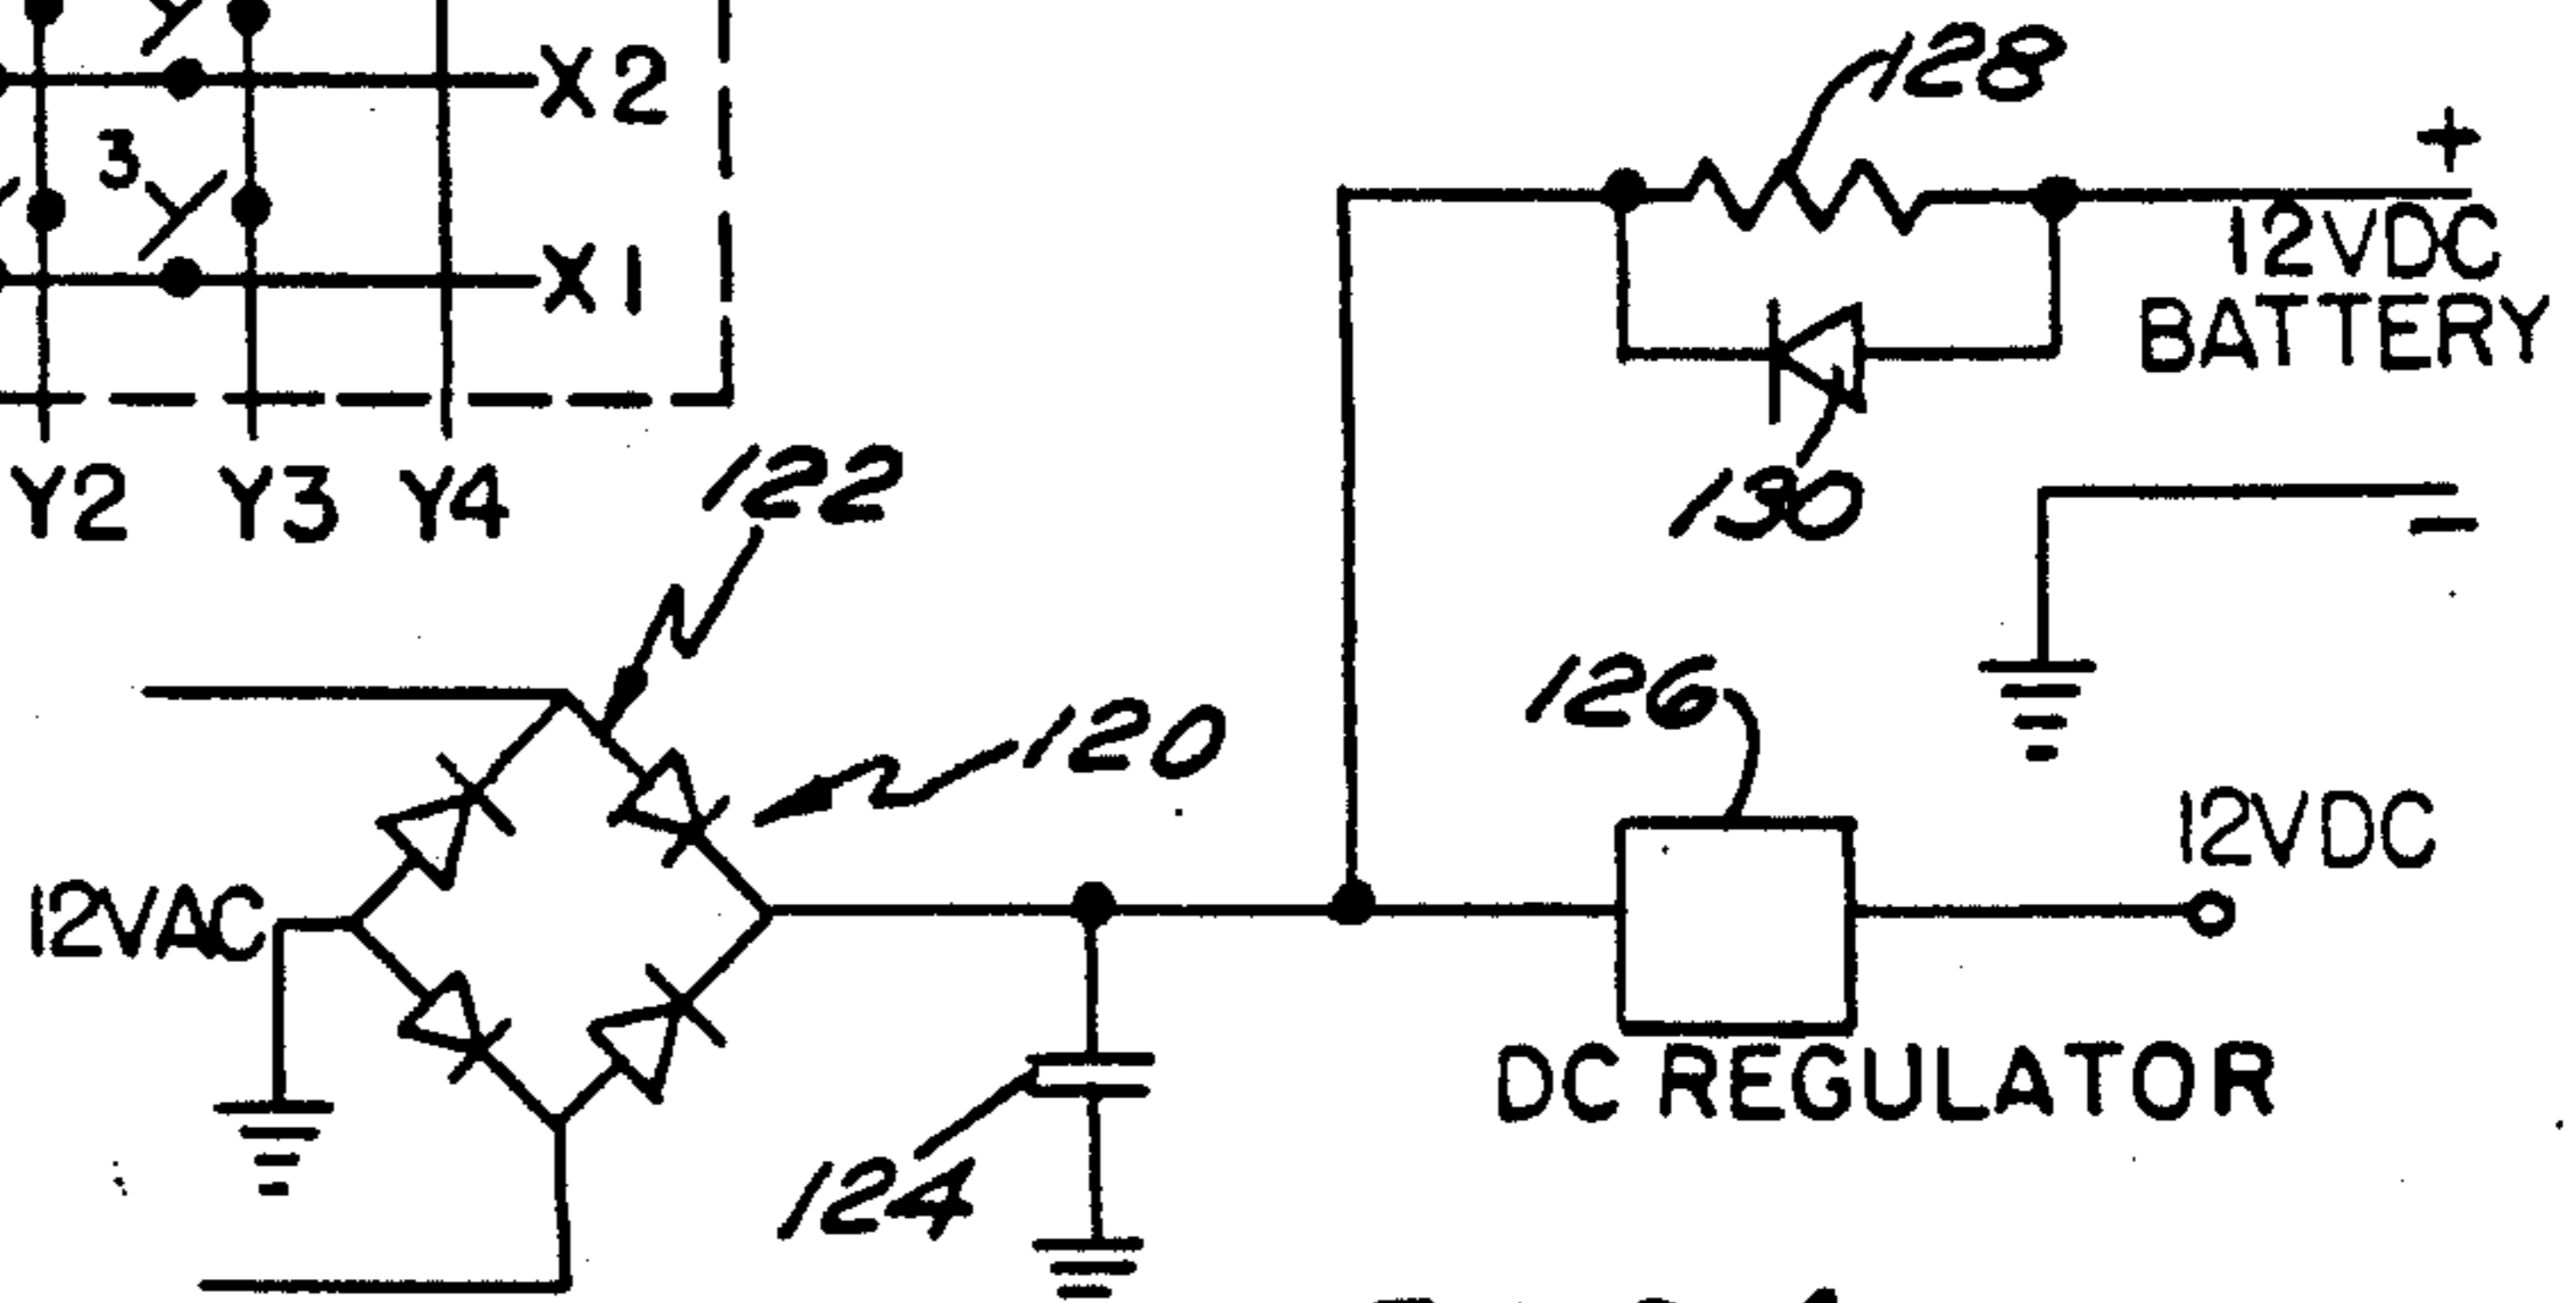 X2
3
X1
Y2 Y3 Y4
128
+
12VDC
BATTERY
130
-
122
120
126
12VAC
12VDC
DC REGULATOR
124